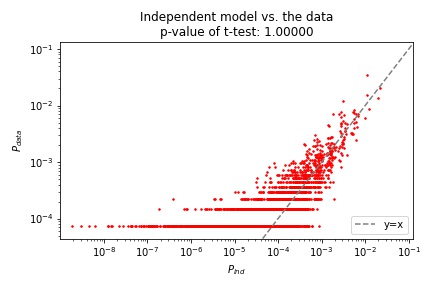 Independent model vs. the data
p-value of t-test: 1.00000
10⁻¹
10⁻²
10⁻³
10⁻⁴
P_data
y=x
10⁻⁸ 10⁻⁷ 10⁻⁶ 10⁻⁵ 10⁻⁴ 10⁻³ 10⁻² 10⁻¹
P_ind